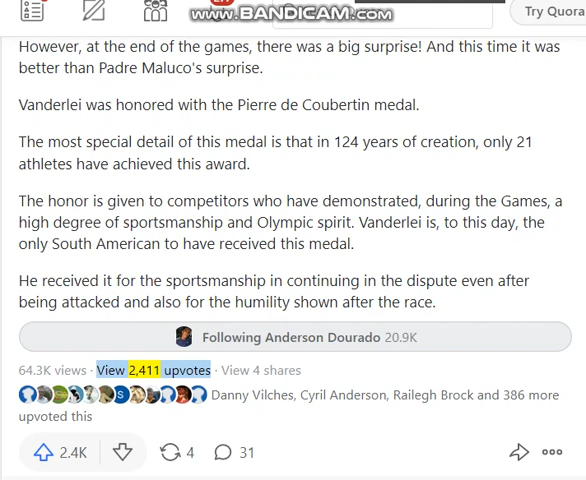 www.BANDICAM.com
Try Quora
However, at the end of the games, there was a big surprise! And this time it was
better than Padre Maluco's surprise.
Vanderlei was honored with the Pierre de Coubertin medal.
The most special detail of this medal is that in 124 years of creation, only 21
athletes have achieved this award.
The honor is given to competitors who have demonstrated, during the Games, a
high degree of sportsmanship and Olympic spirit. Vanderlei is, to this day, the
only South American to have received this medal.
He received it for the sportsmanship in continuing in the dispute even after
being attacked and also for the humility shown after the race.
Following Anderson Dourado 20.9K
64.3K views · View 2,411 upvotes · View 4 shares
S Danny Vilches, Cyril Anderson, Railegh Brock and 386 more
upvoted this
2.4K 4 31